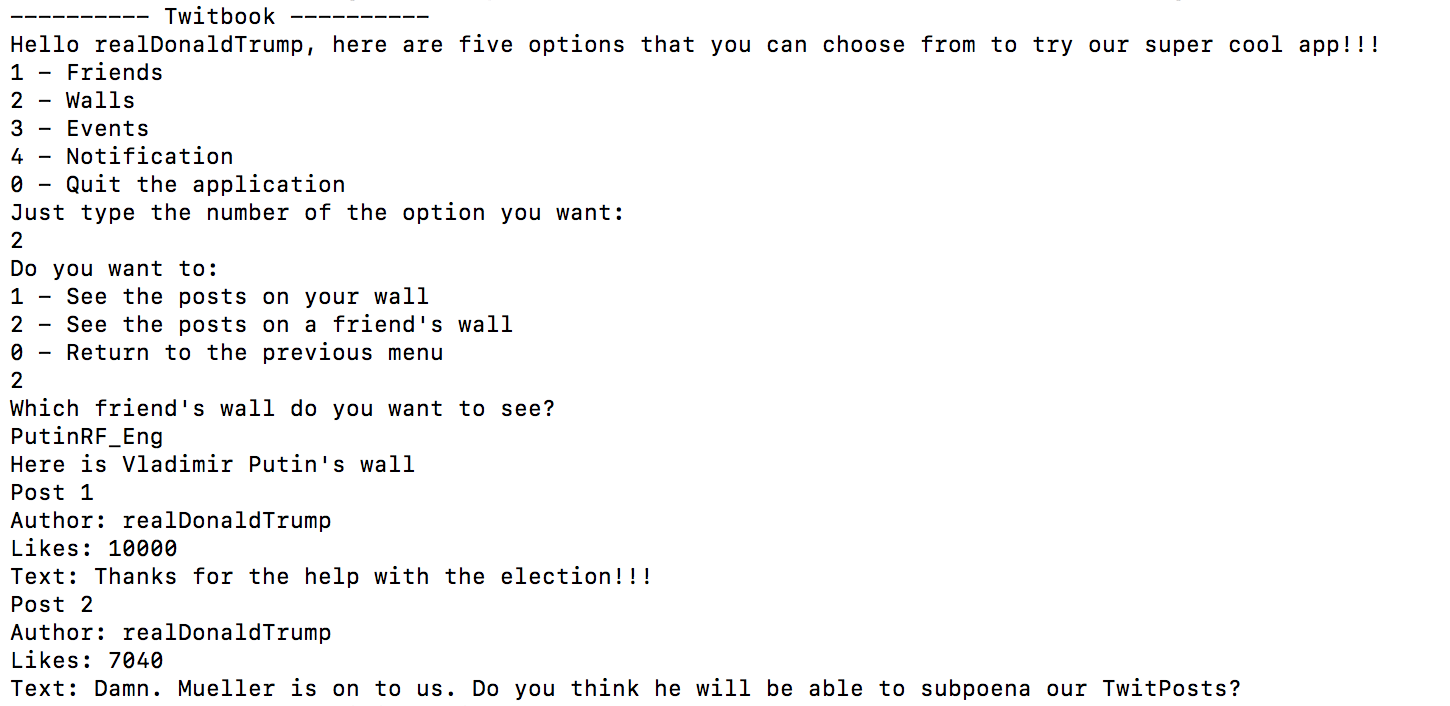 ---------- Twitbook ----------
Hello realDonaldTrump, here are five options that you can choose from to try our super cool app!!!
1 - Friends
2 - Walls
3 - Events
4 - Notification
0 - Quit the application
Just type the number of the option you want:
2
Do you want to:
1 - See the posts on your wall
2 - See the posts on a friend's wall
0 - Return to the previous menu
2
Which friend's wall do you want to see?
PutinRF_Eng
Here is Vladimir Putin's wall
Post 1
Author: realDonaldTrump
Likes: 10000
Text: Thanks for the help with the election!!!
Post 2
Author: realDonaldTrump
Likes: 7040
Text: Damn. Mueller is on to us. Do you think he will be able to subpoena our TwitPosts?